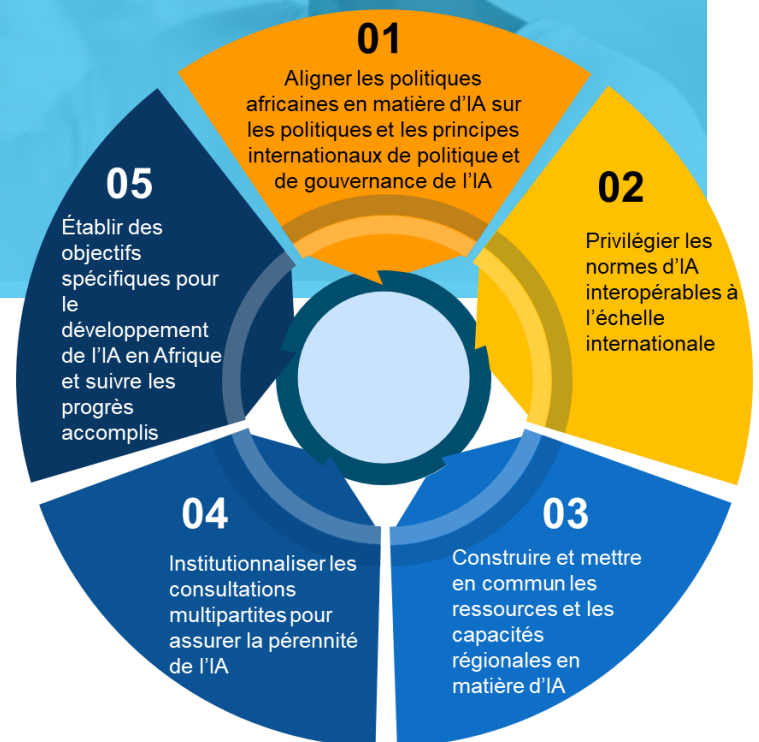 01
Aligner les politiques
africaines en matière d’IA sur
les politiques et les principes
internationaux de politique et
de gouvernance de l’IA
02
Privilégier les
normes d’IA
interopérables à
l’échelle
internationale
03
Construire et mettre
en commun les
ressources et les
capacités
régionales en
matière d’IA
04
Institutionnaliser les
consultations
multipartites pour
assurer la pérennité
de l’IA
05
Établir des
objectifs
spécifiques pour
le
développement
de l’IA en Afrique
et suivre les
progrès
accomplis